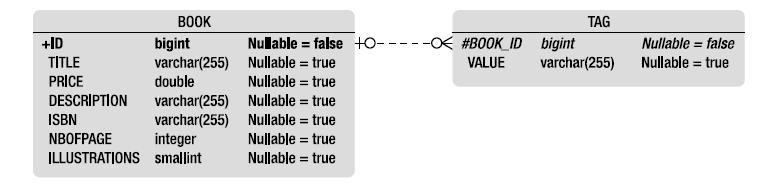 BOOK
+ID bigint Nullable = false
TITLE varchar(255) Nullable = true
PRICE double Nullable = true
DESCRIPTION varchar(255) Nullable = true
ISBN varchar(255) Nullable = true
NBOFPAGE integer Nullable = true
ILLUSTRATIONS smallint Nullable = true
TAG
#BOOK_ID bigint Nullable = false
VALUE varchar(255) Nullable = true